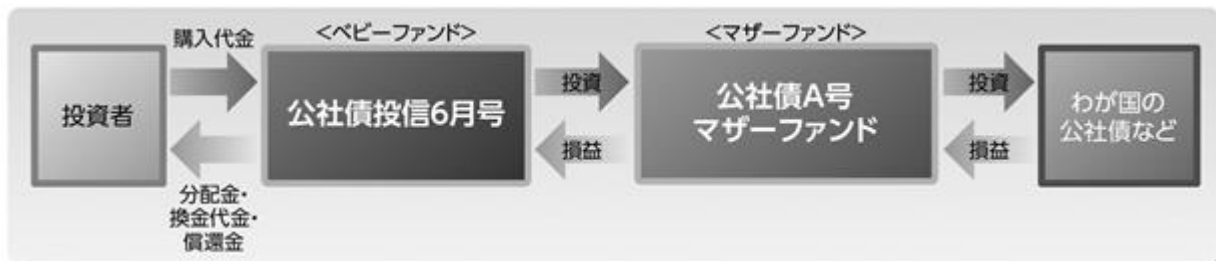 投資者
購入代金
分配金・
換金代金・
償還金
<ベビーファンド>
公社債投信6月号
投資
損益
<マザーファンド>
公社債A号
マザーファンド
投資
損益
わが国の
公社債など